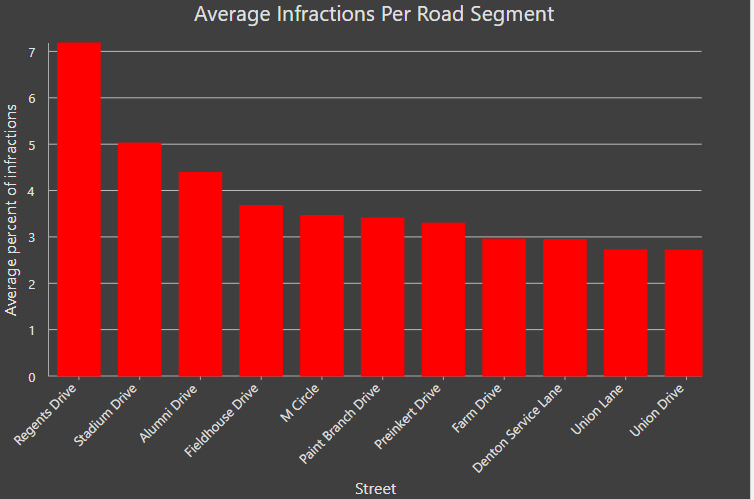 Average Infractions Per Road Segment
Average percent of infractions
7
6
5
4
3
2
1
0
Regents Drive
Stadium Drive
Alumni Drive
Fieldhouse Drive
M Circle
Paint Branch Drive
Preinkert Drive
Farm Drive
Denton Service Lane
Union Lane
Union Drive
Street